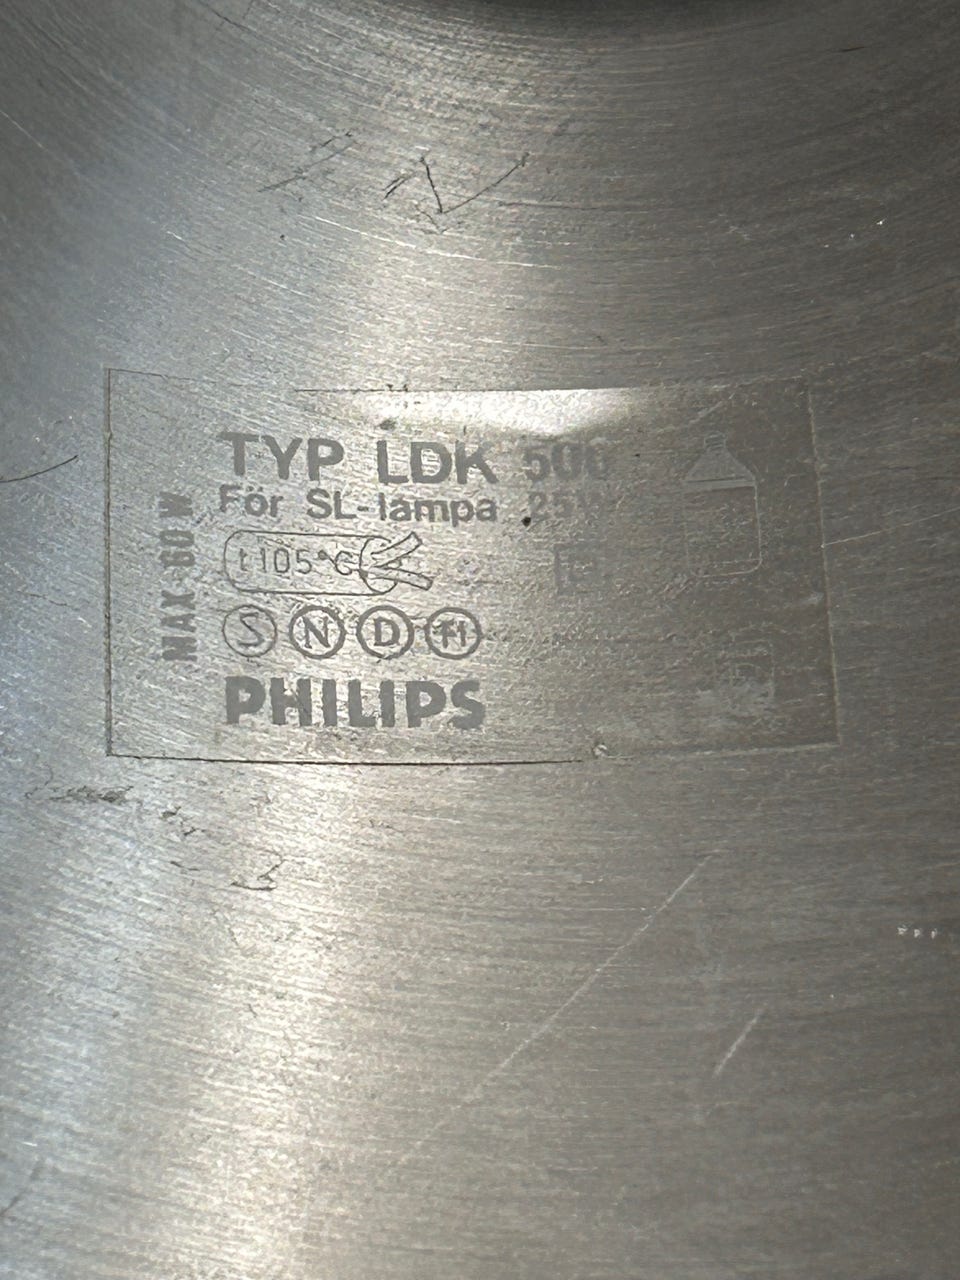 TYP LDK 500
För SL-lampa 25W
t105°C
S N D FI
PHILIPS
MAX 60 W